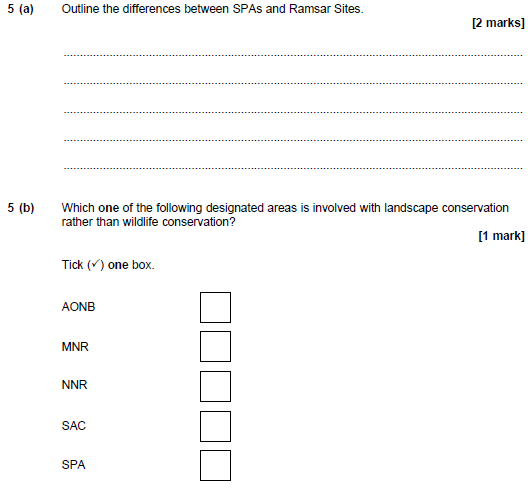 5 (a) Outline the differences between SPAs and Ramsar Sites.
[2 marks]
5 (b) Which one of the following designated areas is involved with landscape conservation
rather than wildlife conservation?
[1 mark]
Tick (✓) one box.
AONB
MNR
NNR
SAC
SPA